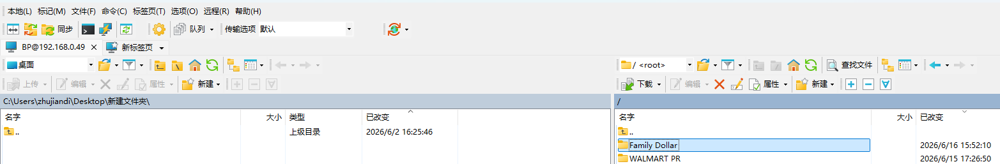 本地(L) 标记(M) 文件(F) 命令(C) 标签页(T) 选项(O) 远程(R) 帮助(H)
同步 队列 传输选项 默认
BP@192.168.0.49 新标签页
桌面 / <root> 查找文件
上传 编辑 属性 新建 下载 编辑 属性 新建
C:\Users\zhujiandi\Desktop\新建文件夹\ /
名字 大小 类型 已改变 名字 大小 已改变
.. 上级目录 2026/6/2 16:25:46 ..
Family Dollar 2026/6/16 15:52:10
WALMART PR 2026/6/15 17:26:50